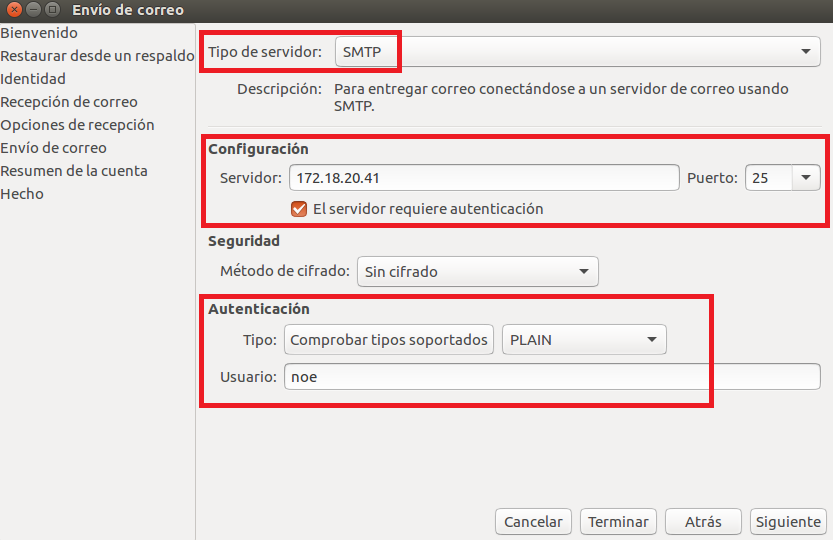 Envío de correo
Bienvenido
Restaurar desde un respaldo
Identidad
Recepción de correo
Opciones de recepción
Envío de correo
Resumen de la cuenta
Hecho
Tipo de servidor: SMTP
Descripción: Para entregar correo conectándose a un servidor de correo usando
SMTP.
Configuración
Servidor: 172.18.20.41 Puerto: 25
El servidor requiere autenticación
Seguridad
Método de cifrado: Sin cifrado
Autenticación
Tipo: Comprobar tipos soportados PLAIN
Usuario: noe
Cancelar Terminar Atrás Siguiente